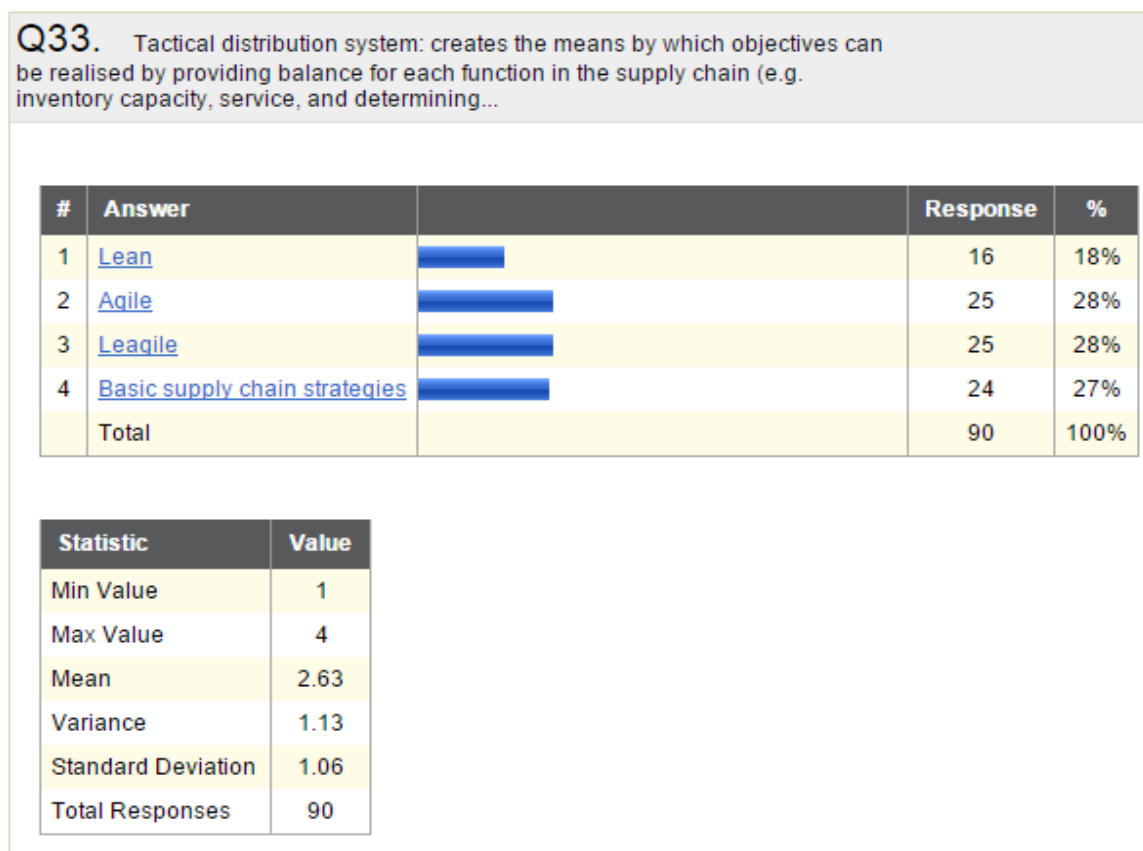 Q33. Tactical distribution system: creates the means by which objectives can
be realised by providing balance for each function in the supply chain (e.g.
inventory capacity, service, and determining...
# Answer Response %
1 Lean 16 18%
2 Agile 25 28%
3 Leagile 25 28%
4 Basic supply chain strategies 24 27%
Total 90 100%
Statistic Value
Min Value 1
Max Value 4
Mean 2.63
Variance 1.13
Standard Deviation 1.06
Total Responses 90